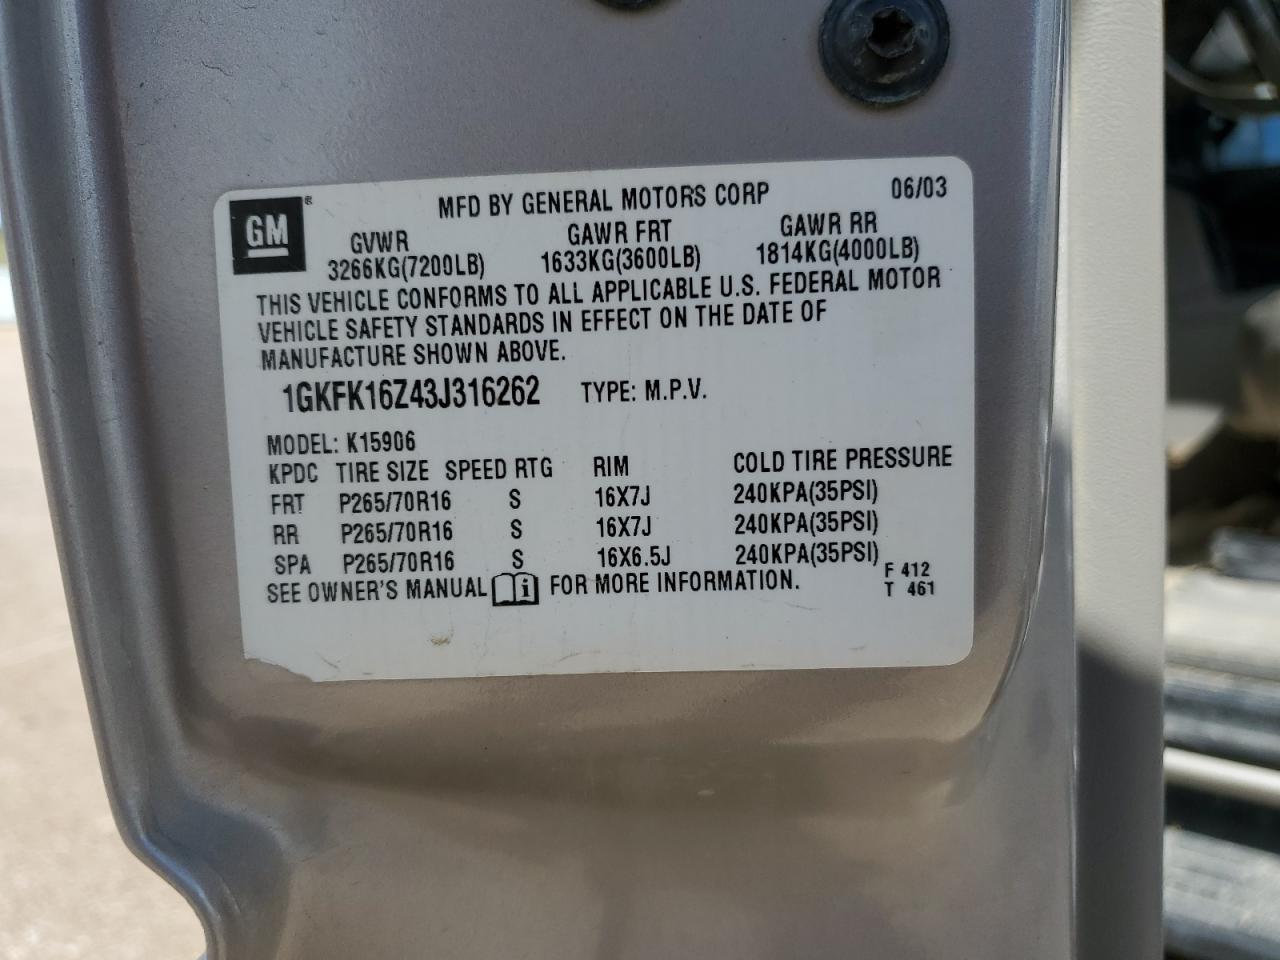 GM®
MFD BY GENERAL MOTORS CORP 06/03
GVWR GAWR FRT GAWR RR
3266KG(7200LB) 1633KG(3600LB) 1814KG(4000LB)
THIS VEHICLE CONFORMS TO ALL APPLICABLE U.S. FEDERAL MOTOR
VEHICLE SAFETY STANDARDS IN EFFECT ON THE DATE OF
MANUFACTURE SHOWN ABOVE.
1GKFK16Z43J316262 TYPE: M.P.V.
MODEL: K15906
KPDC TIRE SIZE SPEED RTG RIM COLD TIRE PRESSURE
FRT P265/70R16 S 16X7J 240KPA(35PSI)
RR P265/70R16 S 16X7J 240KPA(35PSI)
SPA P265/70R16 S 16X6.5J 240KPA(35PSI)
SEE OWNER'S MANUAL i FOR MORE INFORMATION.
F 412
T 461